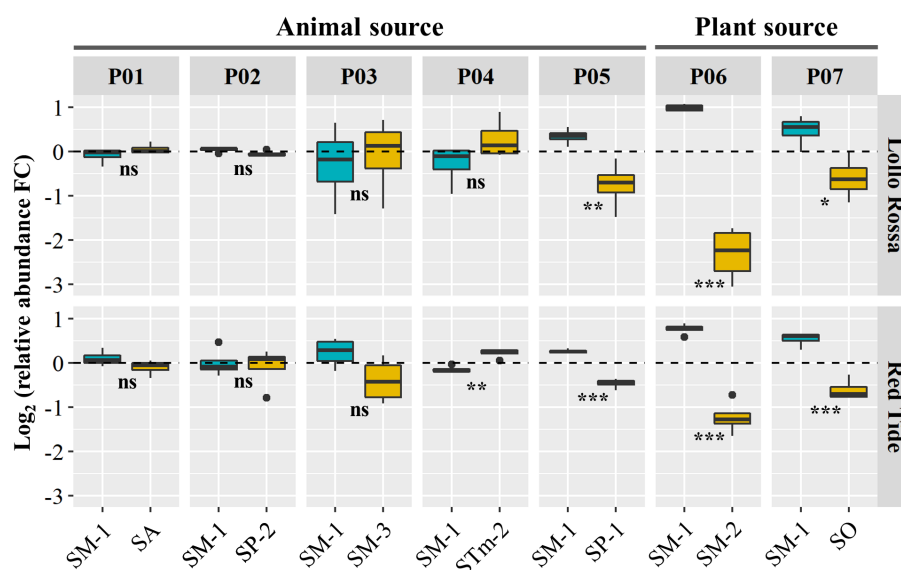 Animal source Plant source
P01 P02 P03 P04 P05 P06 P07
Log₂ (relative abundance FC)
1
0
-1
-2
-3
ns ns ns ns ** *** *
Lollo Rossa
1
0
-1
-2
-3
ns ns ns ** *** *** ***
Red Tide
SM-1 SA SM-1 SP-2 SM-1 SM-3 SM-1 STm-2 SM-1 SP-1 SM-1 SM-2 SM-1 SO